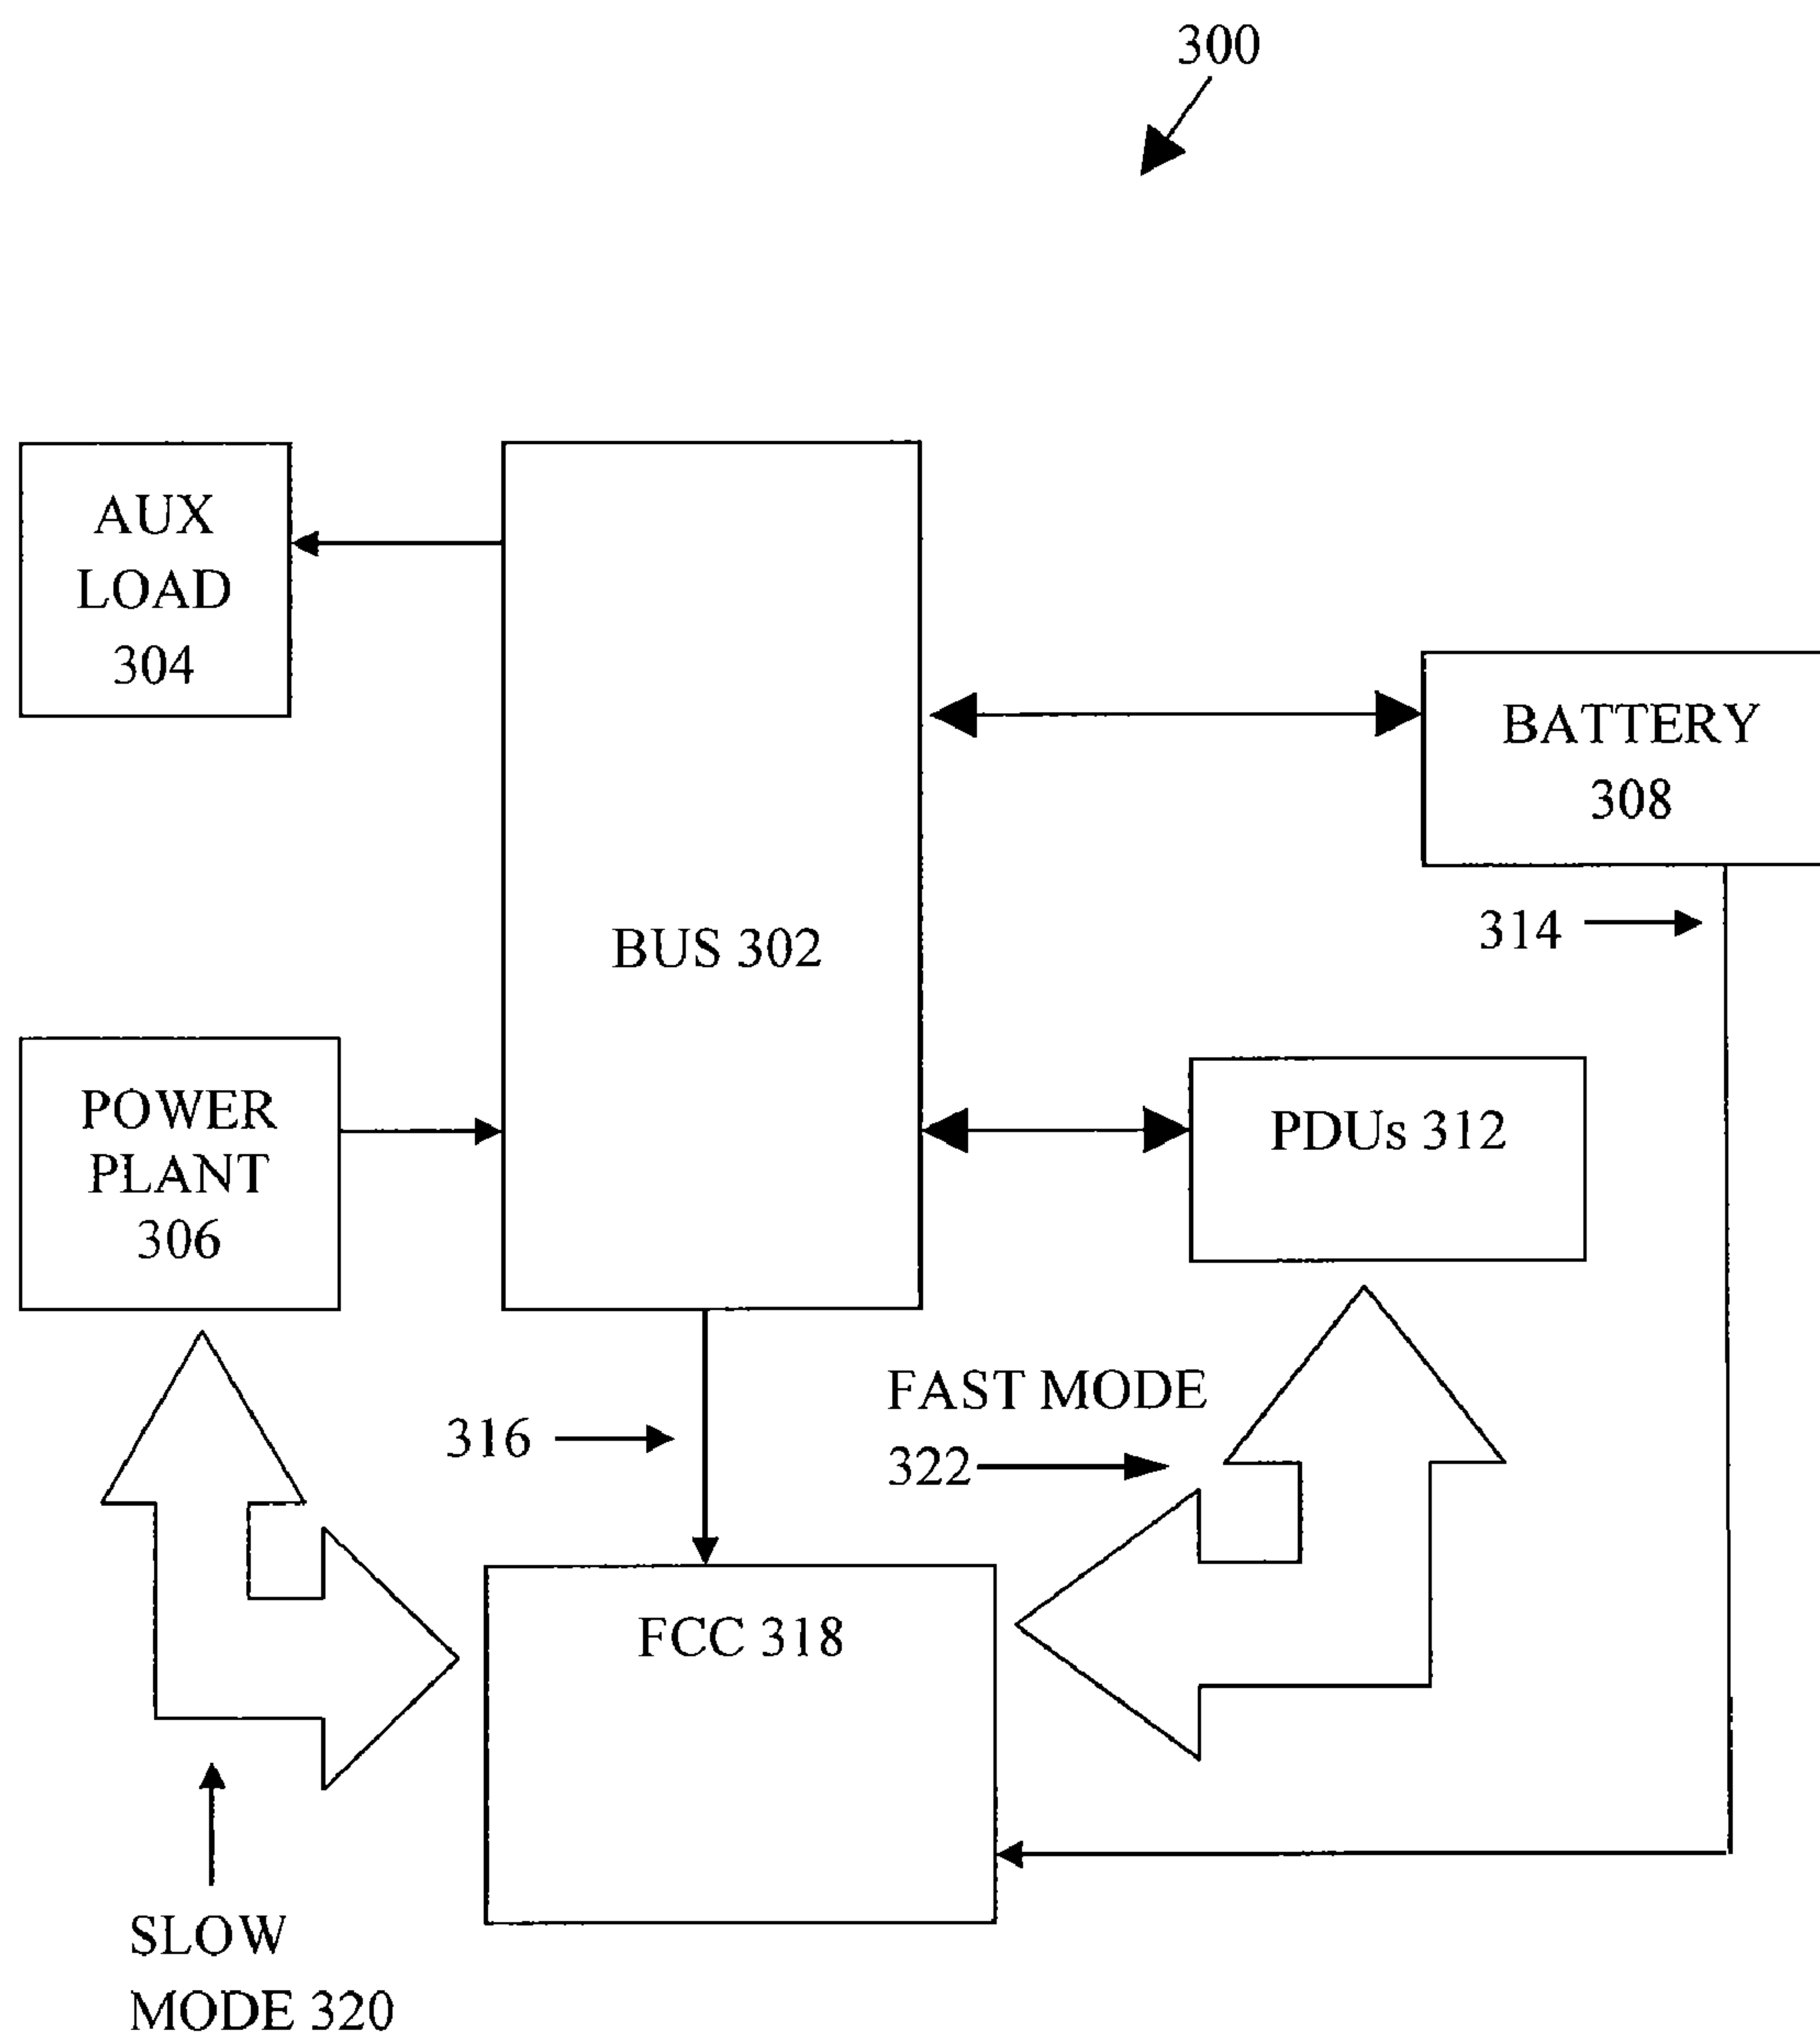 300
AUX
LOAD
304
BATTERY
308
314
BUS 302
POWER
PLANT
306
PDUs 312
FAST MODE
322
316
FCC 318
SLOW
MODE 320